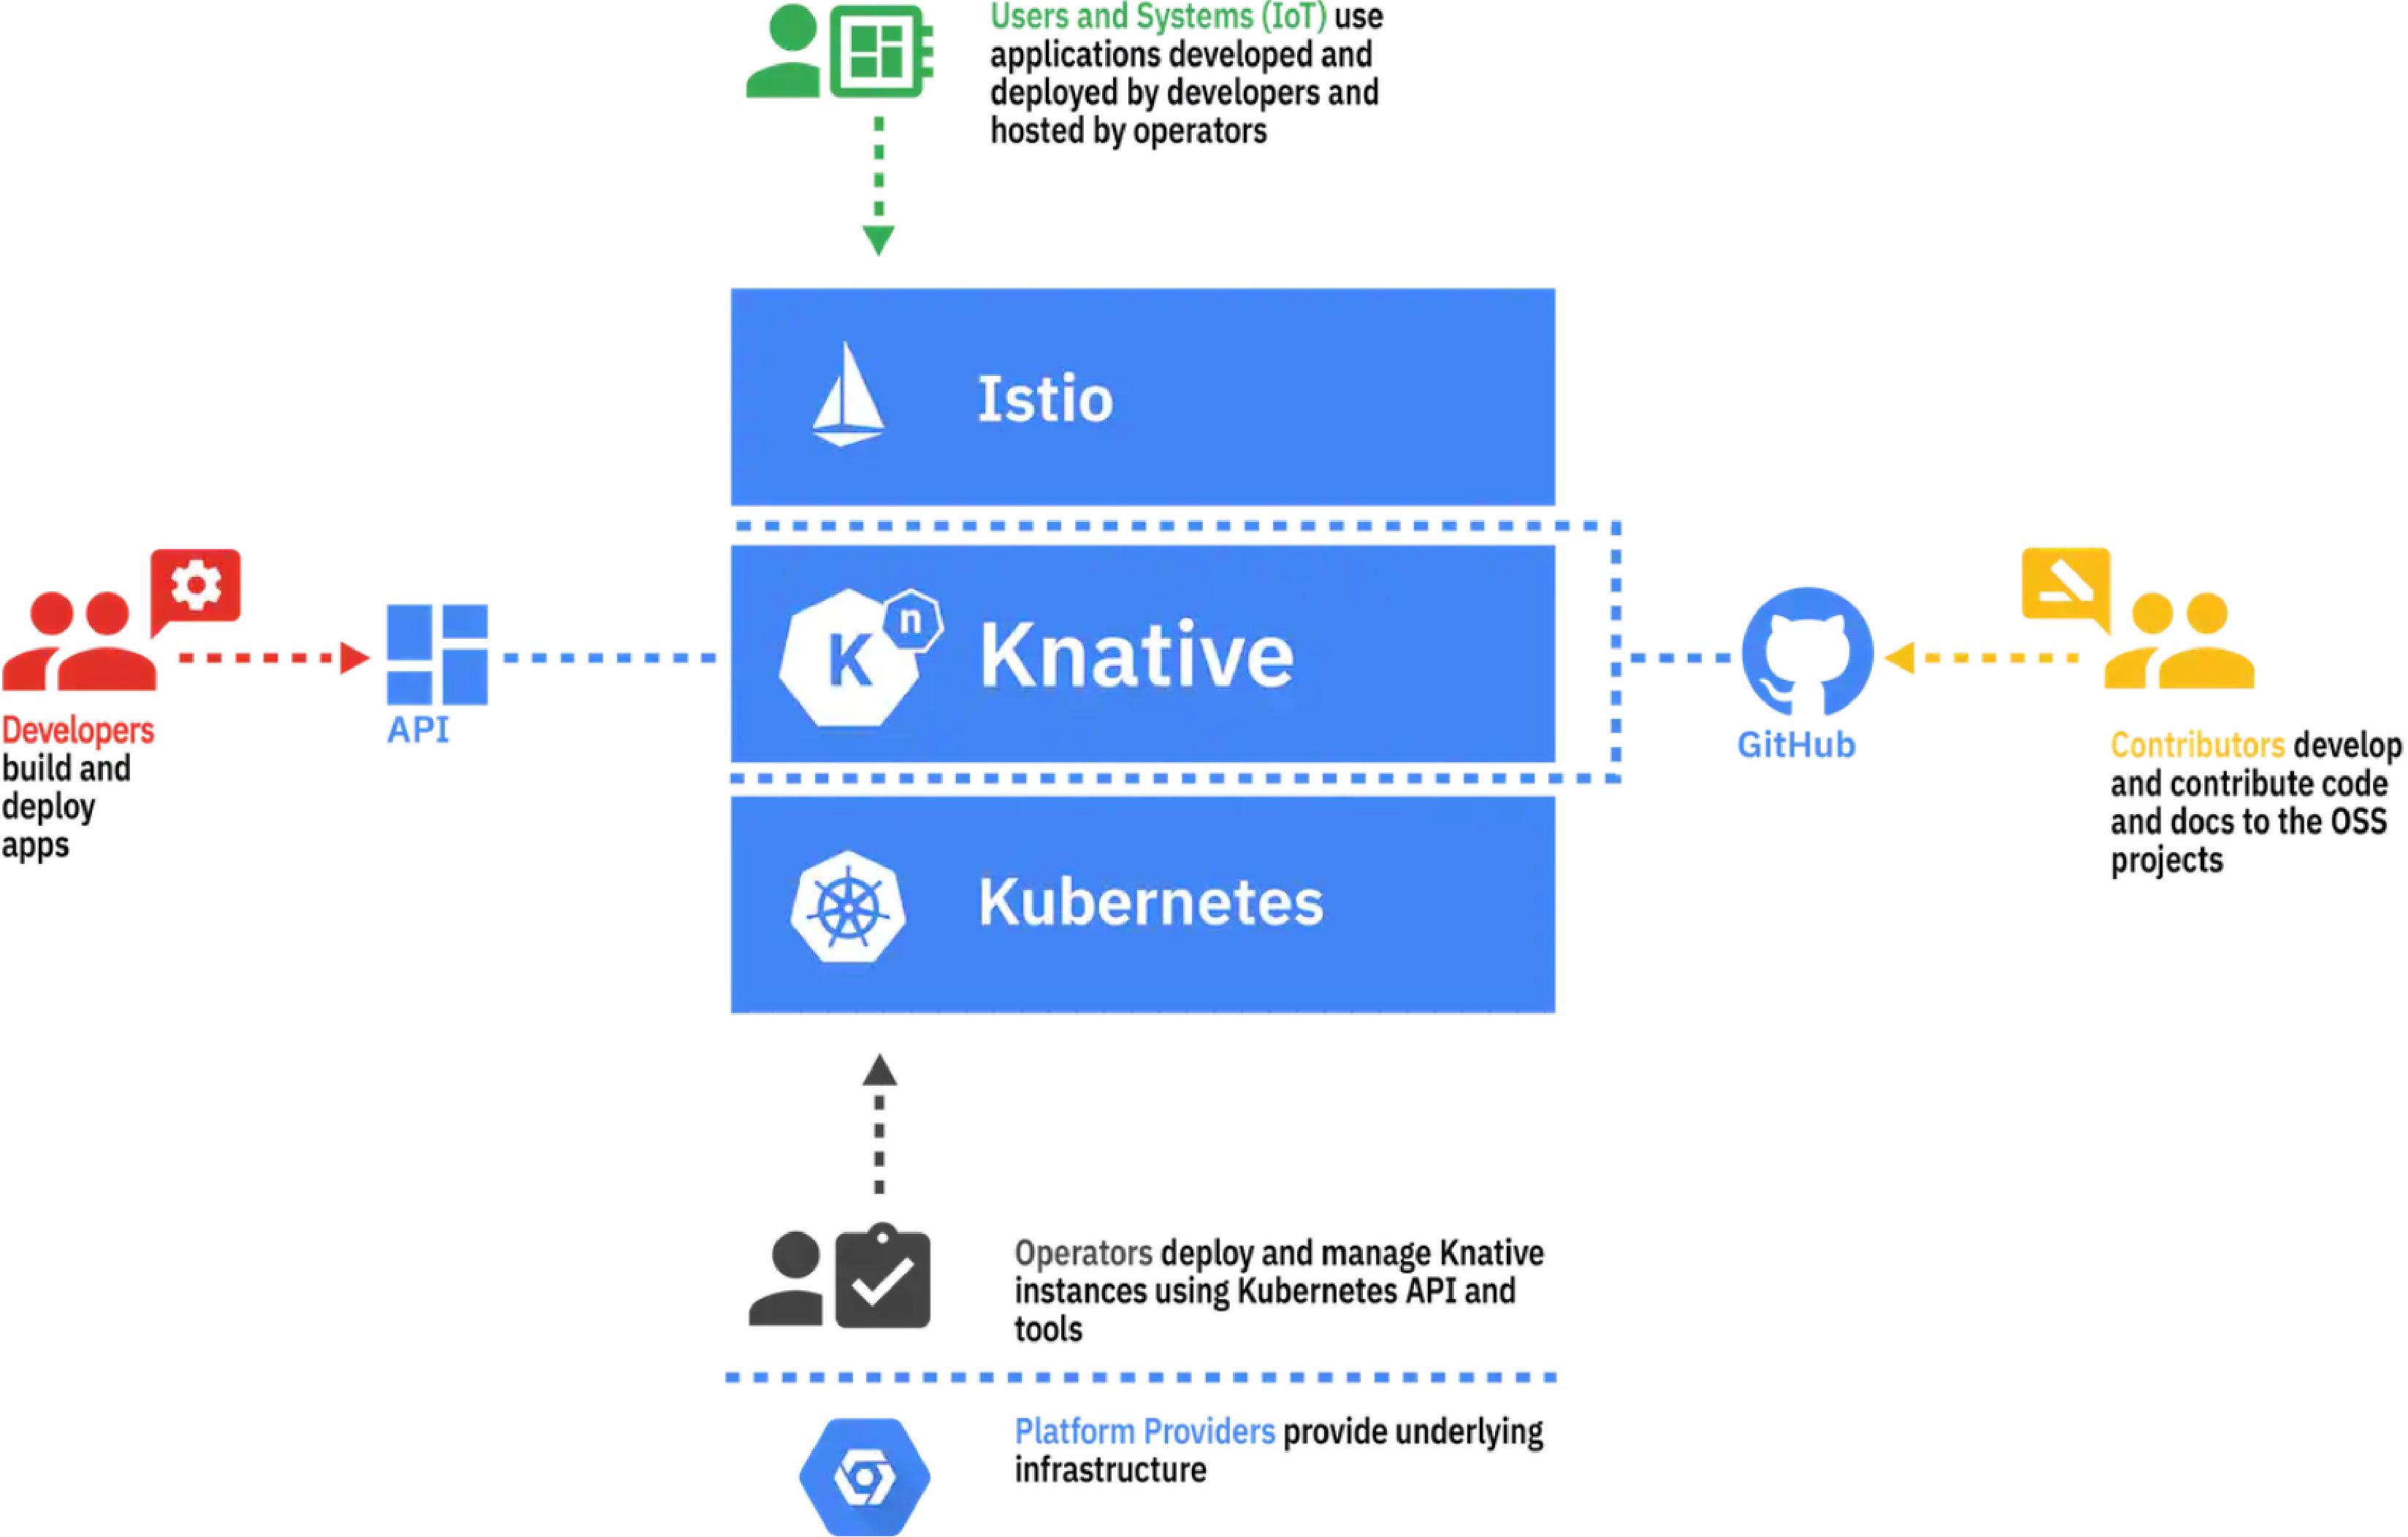 Users and Systems (IoT) use
applications developed and
deployed by developers and
hosted by operators
Istio
K
n
Knative
Developers
build and
deploy
apps
API
GitHub
Contributors develop
and contribute code
and docs to the OSS
projects
Kubernetes
Operators deploy and manage Knative
instances using Kubernetes API and
tools
Platform Providers provide underlying
infrastructure